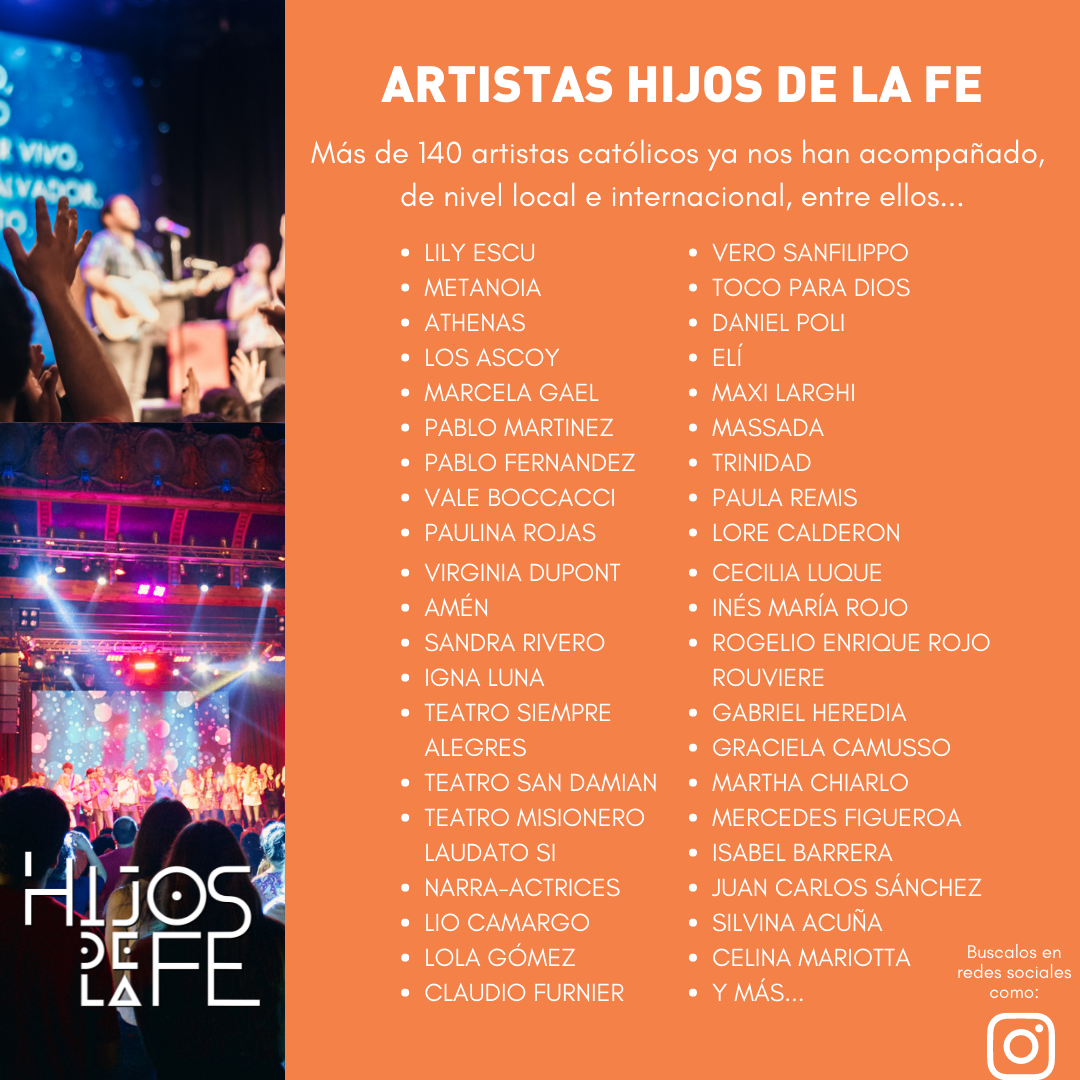 O,
O
R VIVO,
ALVADOR,
TO
ARTISTAS HIJOS DE LA FE
Más de 140 artistas católicos ya nos han acompañado,
de nivel local e internacional, entre ellos...
• LILY ESCU
• METANOIA
• ATHENAS
• LOS ASCOY
• MARCELA GAEL
• PABLO MARTINEZ
• PABLO FERNANDEZ
• VALE BOCCACCI
• PAULINA ROJAS
• VIRGINIA DUPONT
• AMÉN
• SANDRA RIVERO
• IGNA LUNA
• TEATRO SIEMPRE
ALEGRES
• TEATRO SAN DAMIAN
• TEATRO MISIONERO
LAUDATO SI
• NARRA-ACTRICES
• LIO CAMARGO
• LOLA GÓMEZ
• CLAUDIO FURNIER
• VERO SANFILIPPO
• TOCO PARA DIOS
• DANIEL POLI
• ELÍ
• MAXI LARGHI
• MASSADA
• TRINIDAD
• PAULA REMIS
• LORE CALDERON
• CECILIA LUQUE
• INÉS MARÍA ROJO
• ROGELIO ENRIQUE ROJO
ROUVIERE
• GABRIEL HEREDIA
• GRACIELA CAMUSSO
• MARTHA CHIARLO
• MERCEDES FIGUEROA
• ISABEL BARRERA
• JUAN CARLOS SÁNCHEZ
• SILVINA ACUÑA
• CELINA MARIOTTA
• Y MÁS...
HIJOS
DE
LA FE
Buscalos en
redes sociales
como: